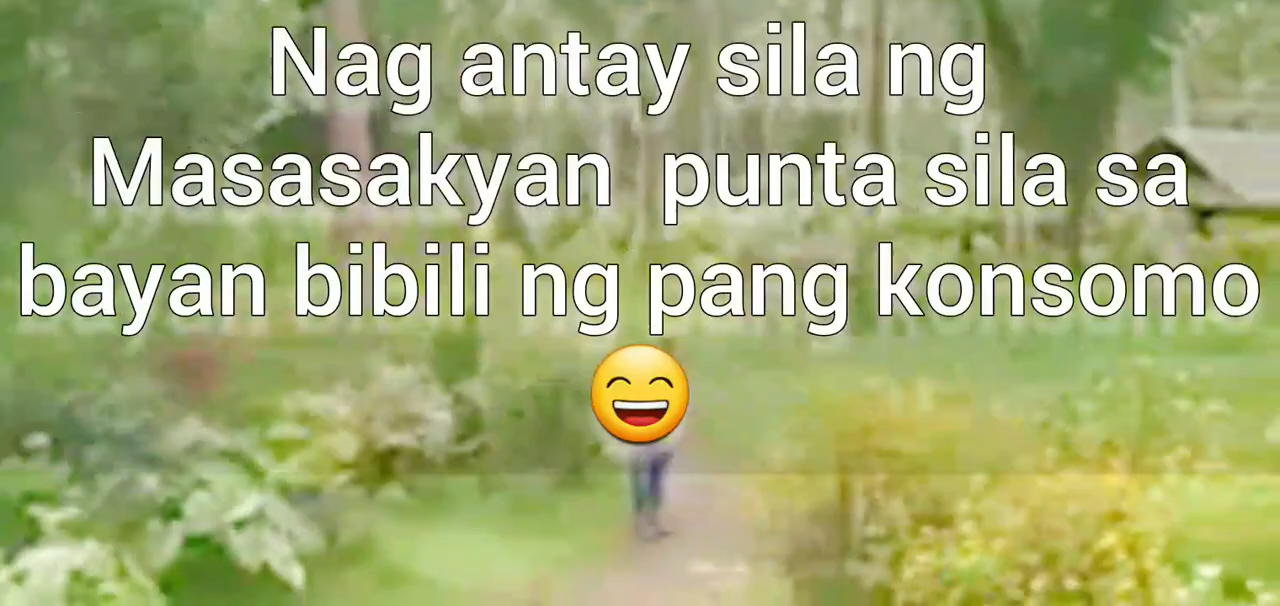 Nag antay sila ng
Masasakyan punta sila sa
bayan bibili ng pang konsomo
😄